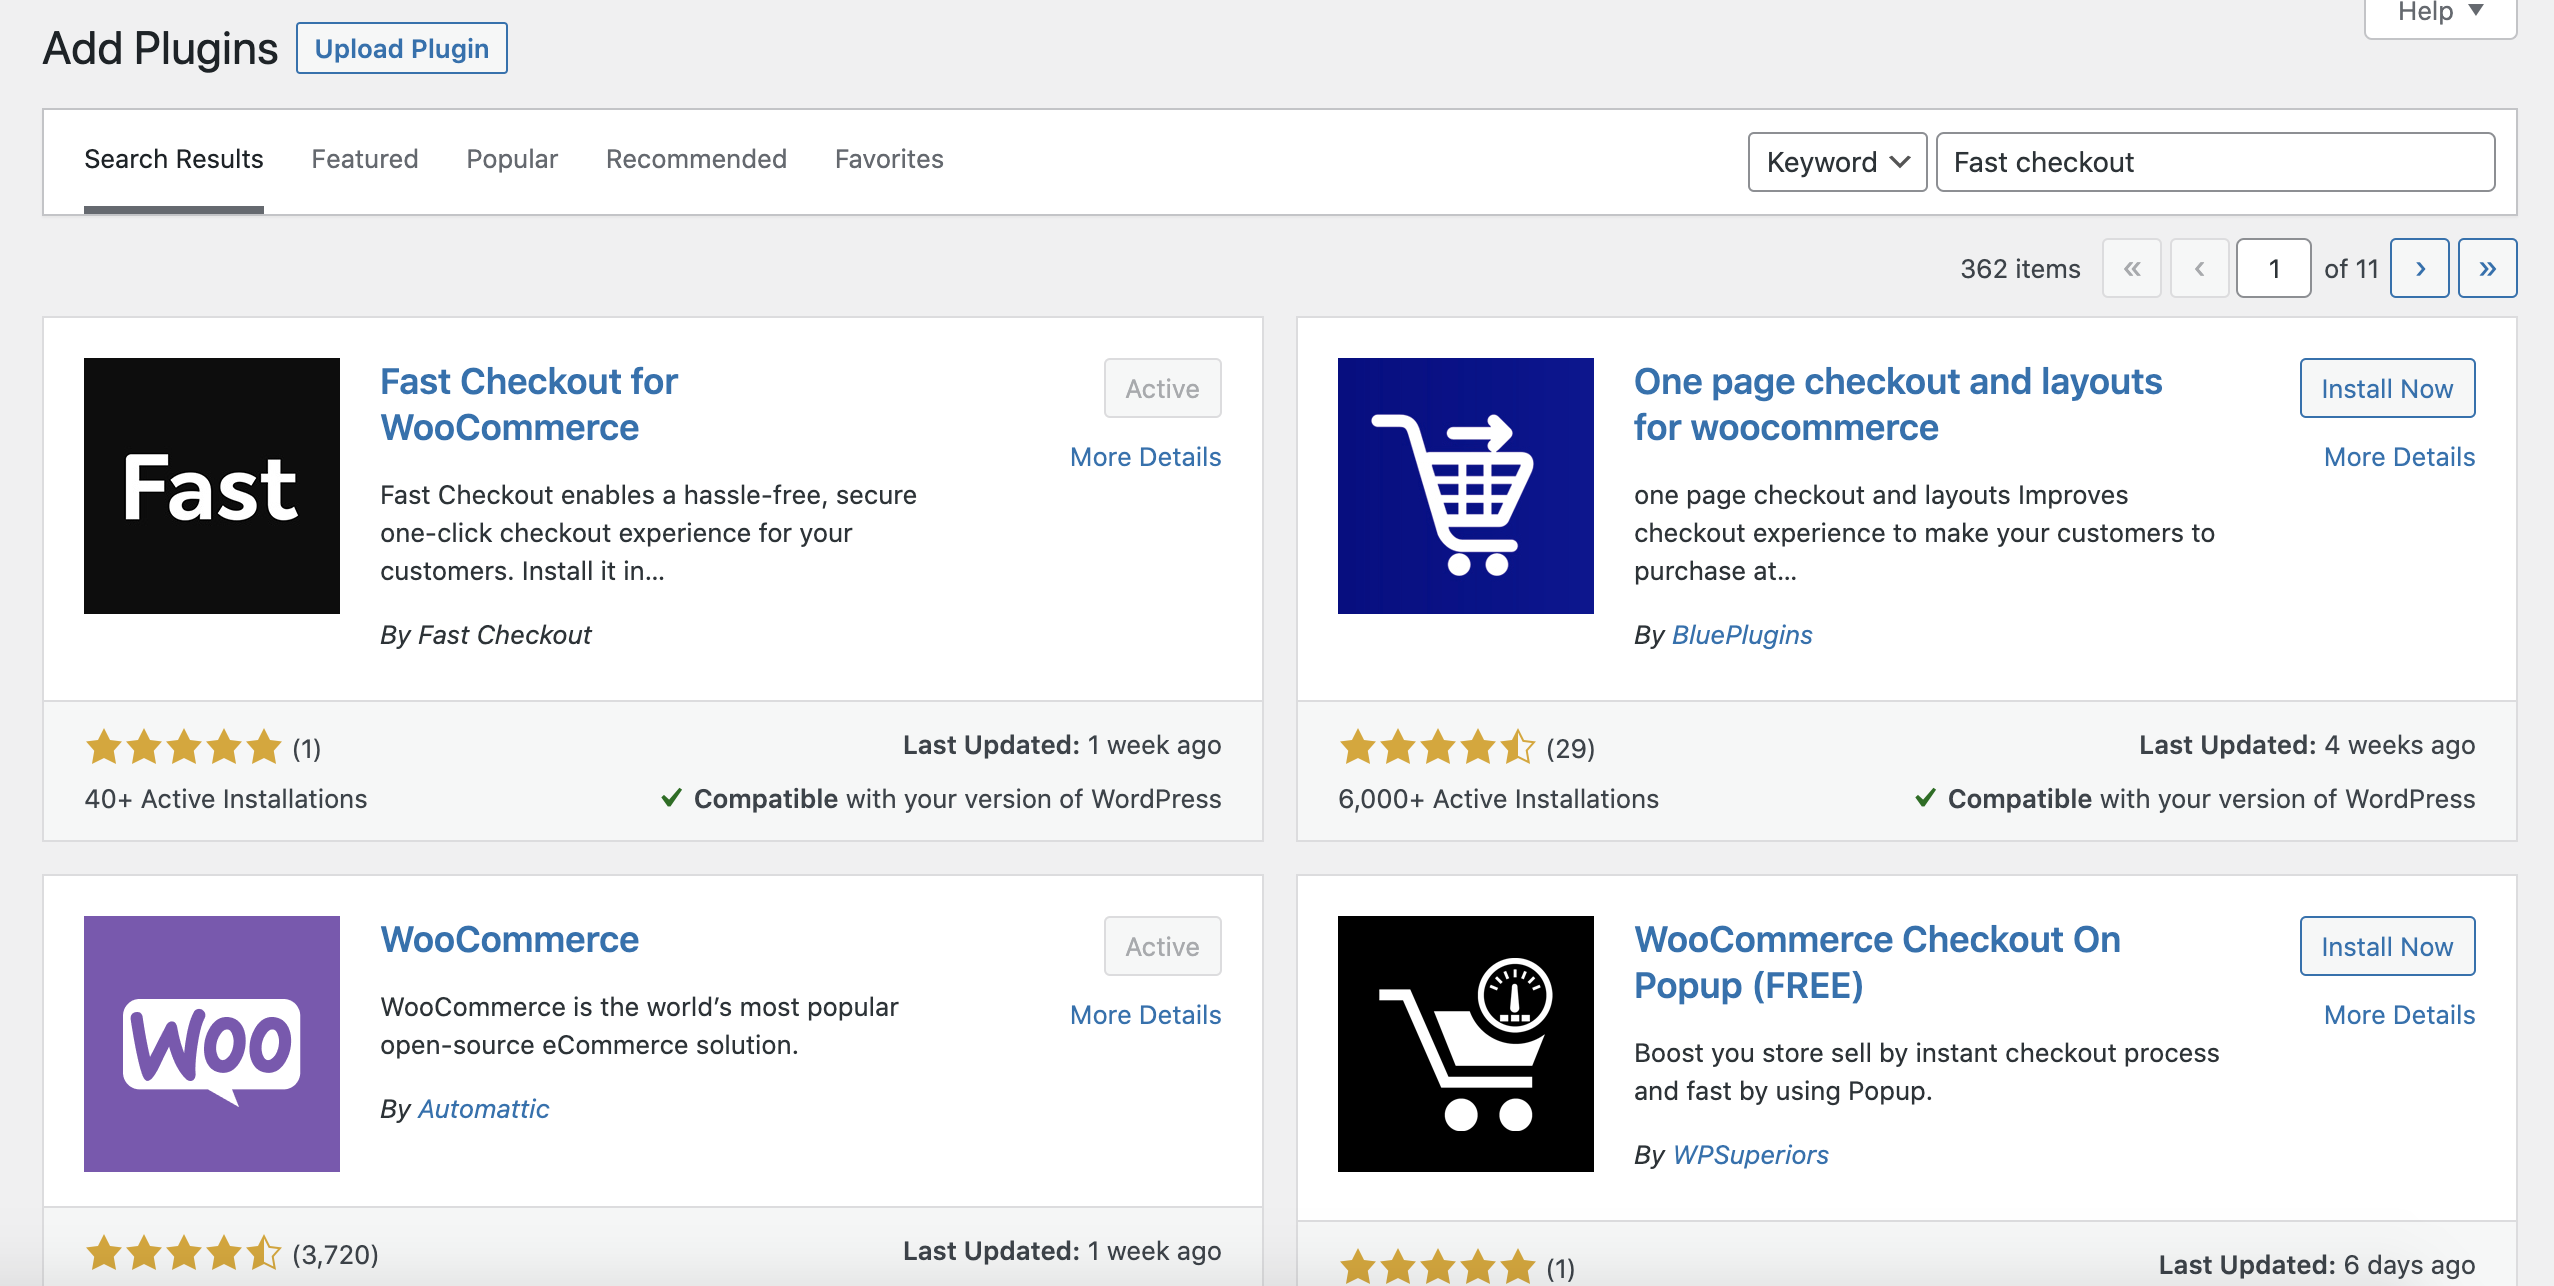 Help ▼
Add Plugins
Upload Plugin
Search Results
Featured
Popular
Recommended
Favorites
Keyword
Fast checkout
362 items
«
‹
1
of 11
›
»
Fast
Fast Checkout for
WooCommerce
Active
More Details
Fast Checkout enables a hassle-free, secure
one-click checkout experience for your
customers. Install it in...
By Fast Checkout
(1)
Last Updated: 1 week ago
40+ Active Installations
Compatible with your version of WordPress
One page checkout and layouts
for woocommerce
Install Now
More Details
one page checkout and layouts Improves
checkout experience to make your customers to
purchase at...
By BluePlugins
(29)
Last Updated: 4 weeks ago
6,000+ Active Installations
Compatible with your version of WordPress
Woo
WooCommerce
Active
More Details
WooCommerce is the world’s most popular
open-source eCommerce solution.
By Automattic
(3,720)
Last Updated: 1 week ago
WooCommerce Checkout On
Popup (FREE)
Install Now
More Details
Boost you store sell by instant checkout process
and fast by using Popup.
By WPSuperiors
(1)
Last Updated: 6 days ago